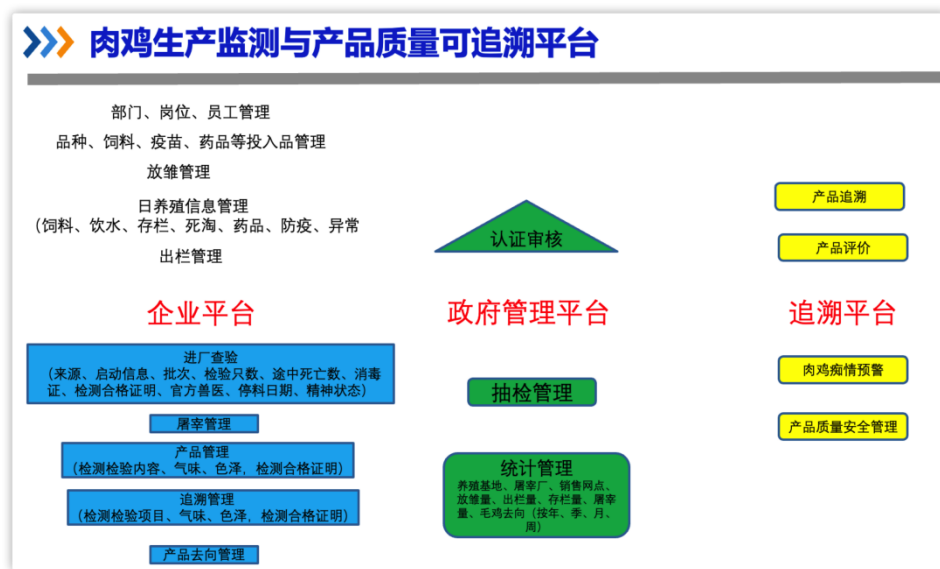 肉鸡生产监测与产品质量可追溯平台
部门、岗位、员工管理
品种、饲料、疫苗、药品等投入品管理
放雏管理
日养殖信息管理
(饲料、饮水、存栏、死淘、药品、防疫、异常
出栏管理
企业平台
进厂查验
(来源、启动信息、批次、检验只数、途中死亡数、消毒
证、检测合格证明、官方兽医、停料日期、精神状态)
屠宰管理
产品管理
(检测检验内容、气味、色泽，检测合格证明)
追溯管理
(检测检验项目、气味、色泽，检测合格证明)
产品去向管理
认证审核
政府管理平台
抽检管理
统计管理
养殖基地、屠宰厂、销售网点、
放雏量、出栏量、存栏量、屠宰
量、毛鸡去向（按年、季、月、
周）
产品追溯
产品评价
追溯平台
肉鸡痴情预警
产品质量安全管理